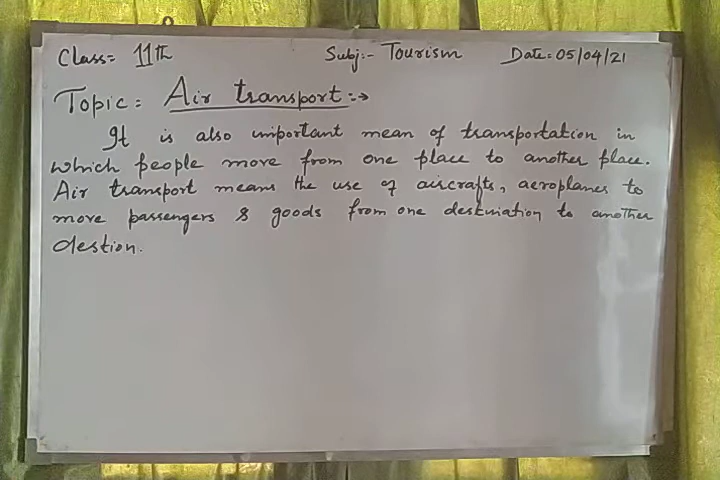 Class= 11th Subj:- Tourism Date=05/04/21
Topic = Air transport :→
It is also important mean of transportation in
which people move from one place to another place.
Air transport means the use of aircrafts, aeroplanes to
move passengers & goods from one destination to another
destion.